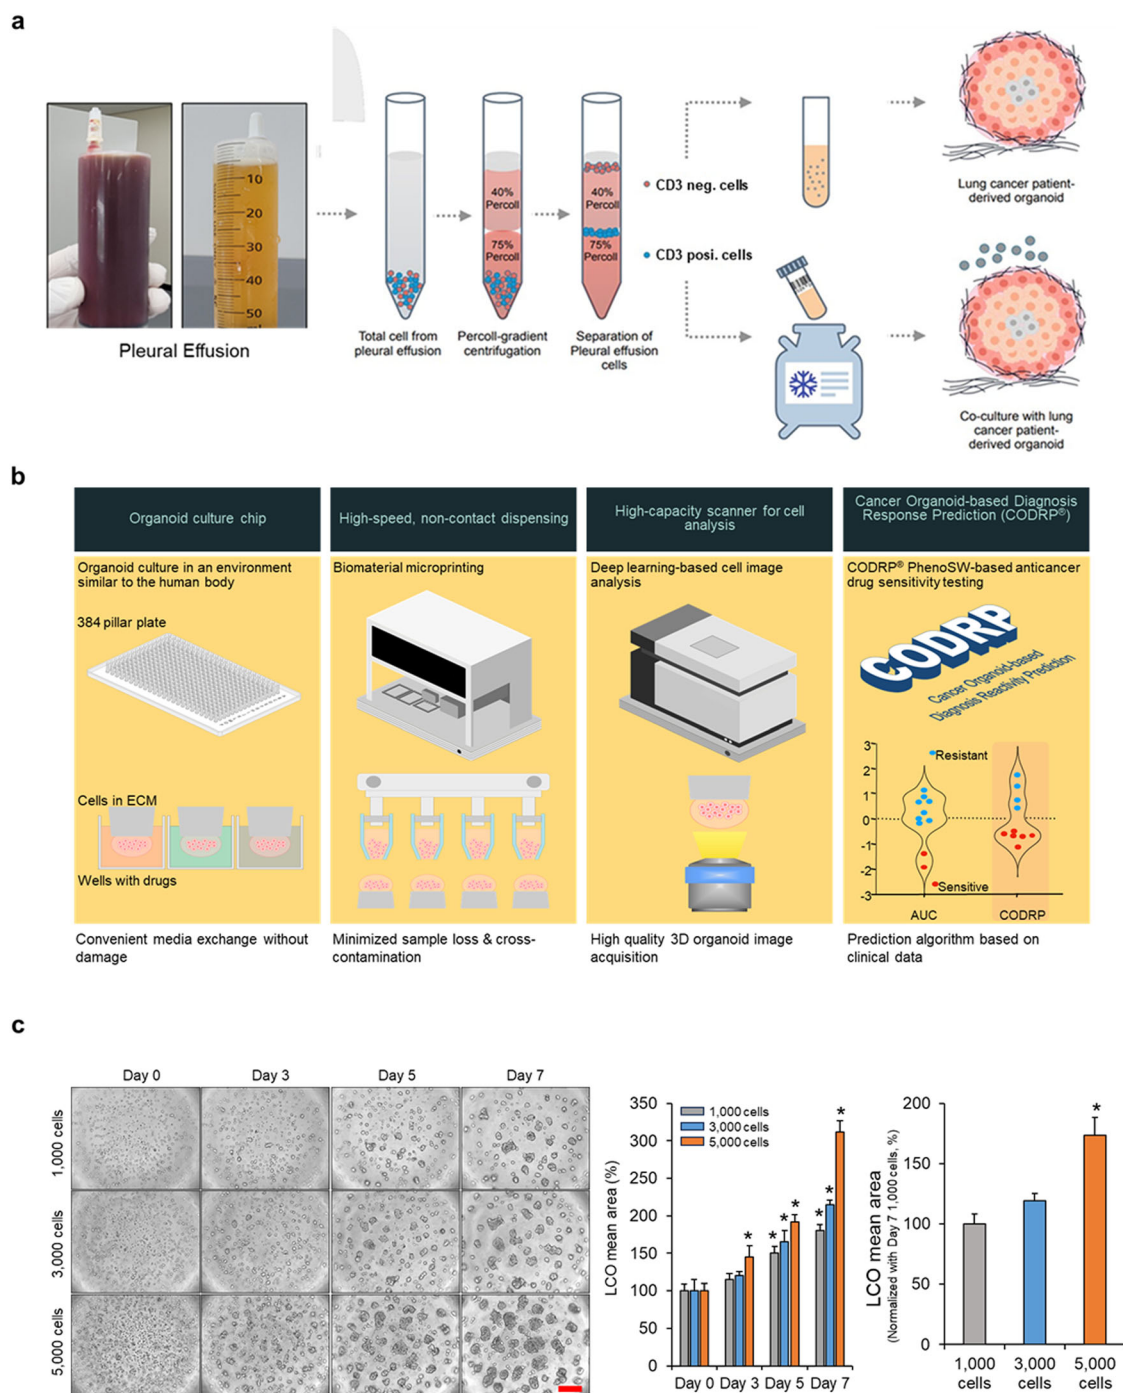 a
10
20
30
40
50
Pleural Effusion
40%
Percoll
75%
Percoll
40%
Percoll
75%
Percoll
CD3 neg. cells
CD3 posi. cells
Total cell from
pleural effusion
Percoll-gradient
centrifugation
Separation of
Pleural effusion
cells
Lung cancer patient-
derived organoid
Co-culture with lung
cancer patient-
derived organoid
b
Organoid culture chip
High-speed, non-contact dispensing
High-capacity scanner for cell
analysis
Cancer Organoid-based Diagnosis
Response Prediction (CODRP®)
Organoid culture in an environment
similar to the human body
384 pillar plate
Cells in ECM
Wells with drugs
Convenient media exchange without
damage
Biomaterial microprinting
Minimized sample loss & cross-
contamination
Deep learning-based cell image
analysis
High quality 3D organoid image
acquisition
CODRP® PhenoSW-based anticancer
drug sensitivity testing
CODRP
Cancer Organoid-based
Diagnosis Reactivity Prediction
3
2
1
0
-1
-2
-3
Resistant
Sensitive
AUC
CODRP
Prediction algorithm based on
clinical data
c
Day 0
Day 3
Day 5
Day 7
1,000 cells
3,000 cells
5,000 cells
LCO mean area (%)
350
300
250
200
150
100
50
0
1,000 cells
3,000 cells
5,000 cells
*
* * *
* * *
Day 0 Day 3 Day 5 Day 7
LCO mean area
(Normalized with Day 7 1,000 cells, %)
200
150
100
50
0
*
1,000
cells
3,000
cells
5,000
cells